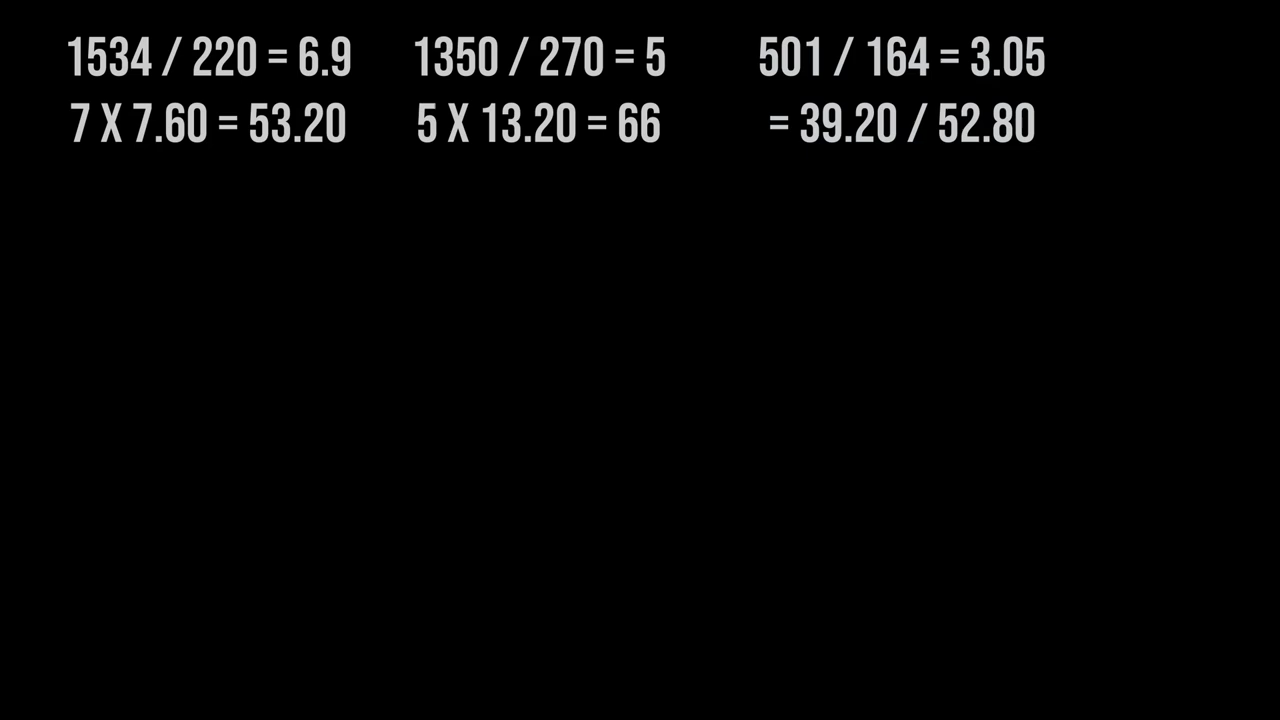 1534 / 220 = 6.9
7 X 7.60 = 53.20
1350 / 270 = 5
5 X 13.20 = 66
501 / 164 = 3.05
= 39.20 / 52.80